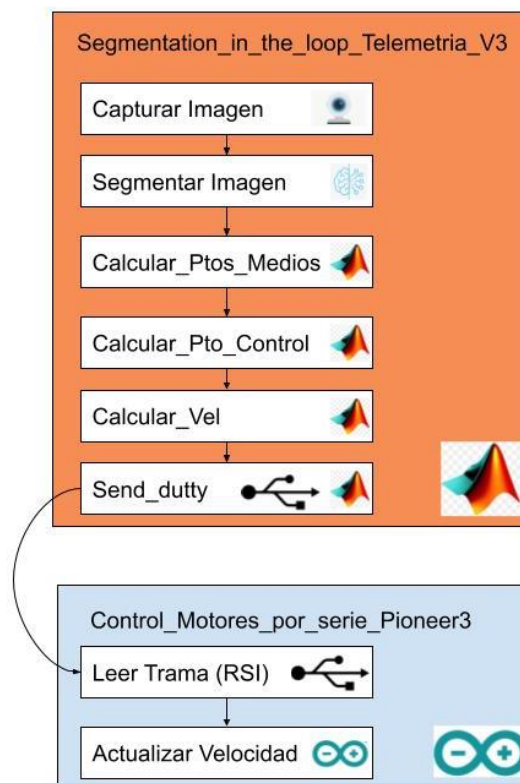 Segmentation_in_the_loop_Telemetria_V3
Capturar Imagen
Segmentar Imagen
Calcular_Ptos_Medios
Calcular_Pto_Control
Calcular_Vel
Send_dutty
Control_Motores_por_serie_Pioneer3
Leer Trama (RSI)
Actualizar Velocidad